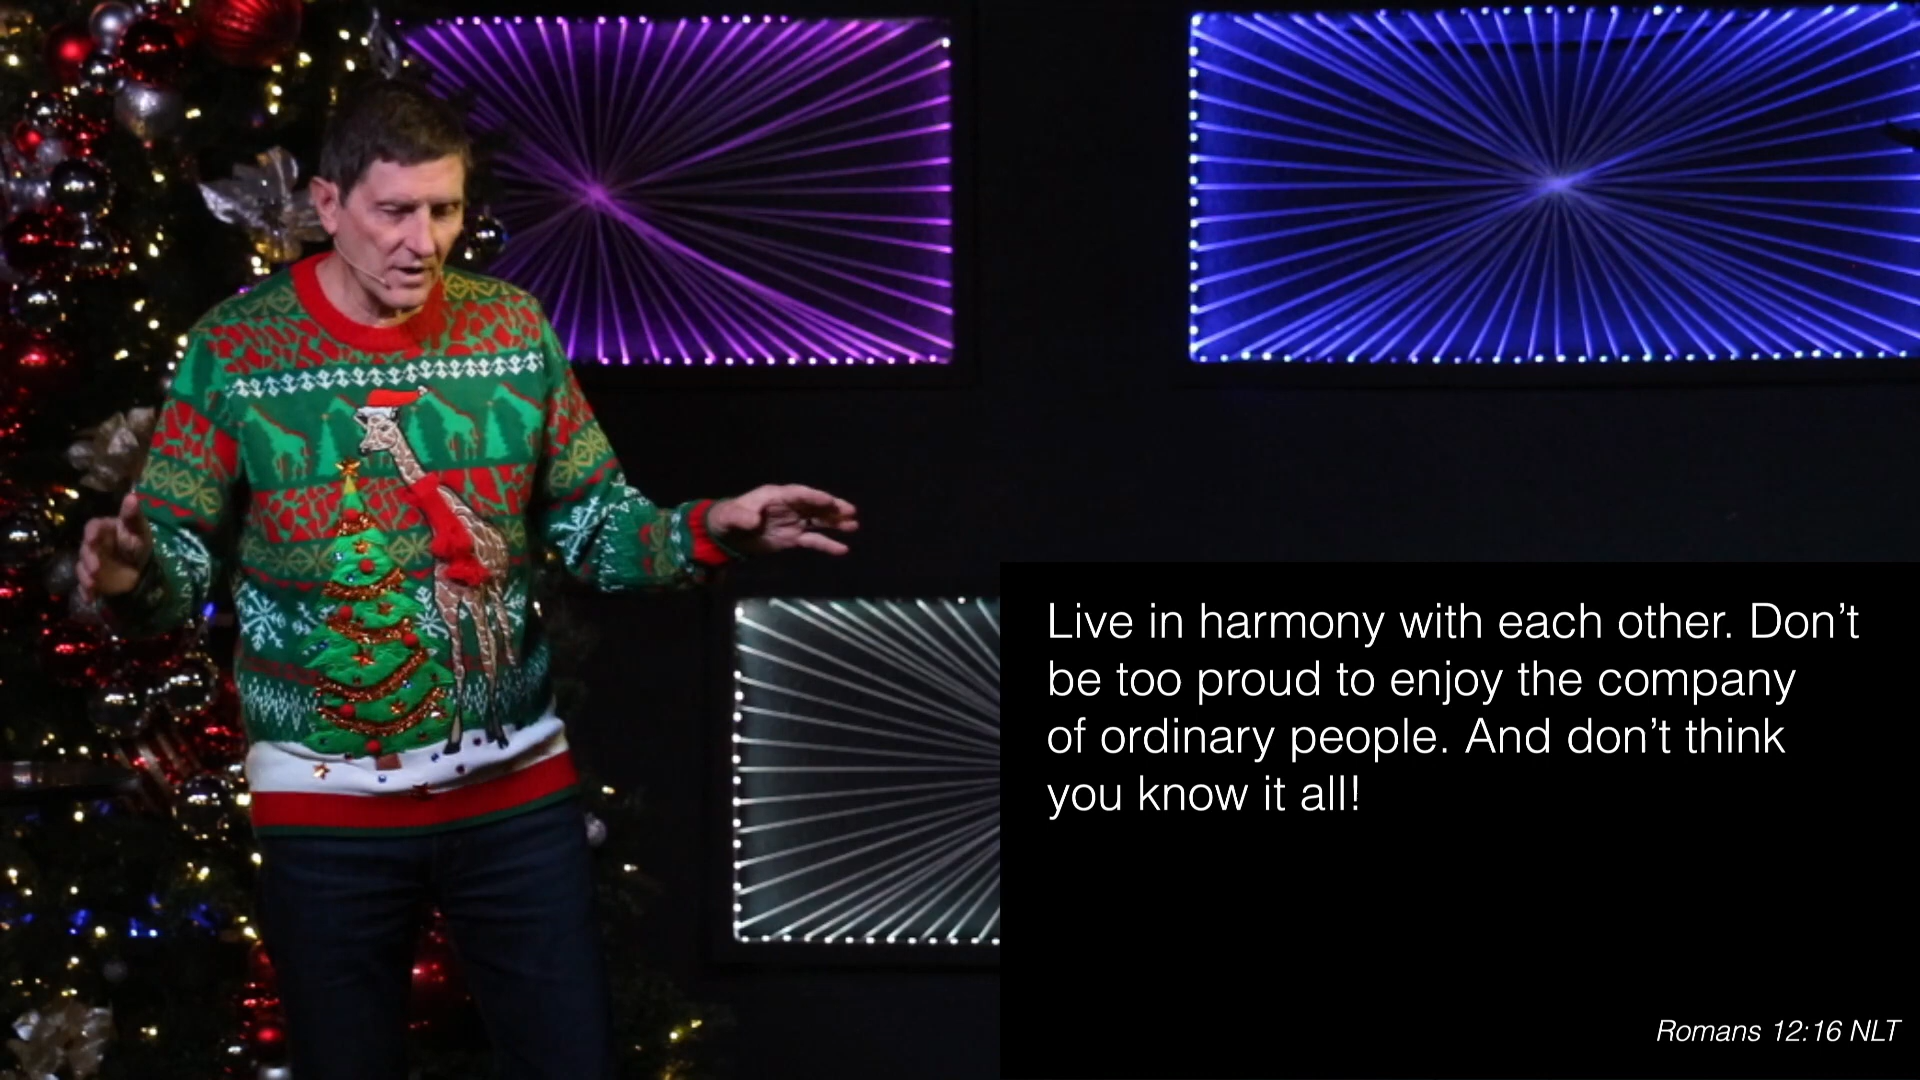 Live in harmony with each other. Don’t
be too proud to enjoy the company
of ordinary people. And don’t think
you know it all!
Romans 12:16 NLT